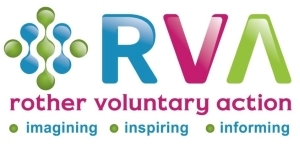 RVA
rother voluntary action
• imagining • inspiring • informing